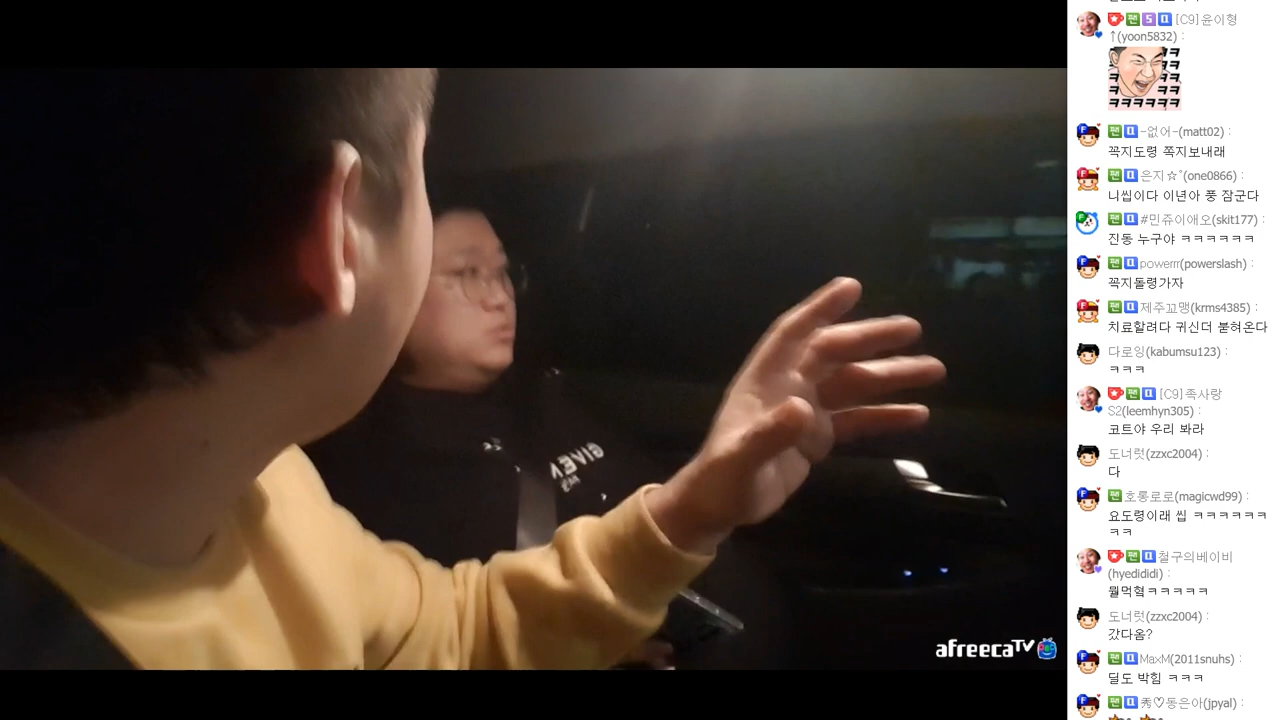 [C9]윤이형
↑(yoon5832) :
ㅋㅋㅋㅋㅋㅋ
-없어-(matt02) :
꼭지도령 쪽지보내래
은지☆˚(one0866) :
니씹이다 이년아 풍 잠군다
#민쥬이애오(skit177) :
진동 누구야 ㅋㅋㅋㅋㅋㅋ
powerrr(powerslash) :
꼭지돌령가자
제주꼬맹(krms4385) :
치료할려다 귀신더 붙혀온다
다로잉(kabumsu123) :
ㅋㅋㅋ
[C9]족사랑
S2(leemhyn305) :
코트야 우리 봐라
도너럿(zzxc2004) :
다
호통로로(magicwd99) :
요도령이래 씹 ㅋㅋㅋㅋㅋㅋ
ㅋㅋ
철구의베이비
(hyedididi) :
뭘먹혘ㅋㅋㅋㅋㅋ
도너럿(zzxc2004) :
갔다옴?
MaxM(2011snuhs) :
딜도 박힘 ㅋㅋㅋ
秀♡동은아(jpyal) :
GIVEN
afreecaTV